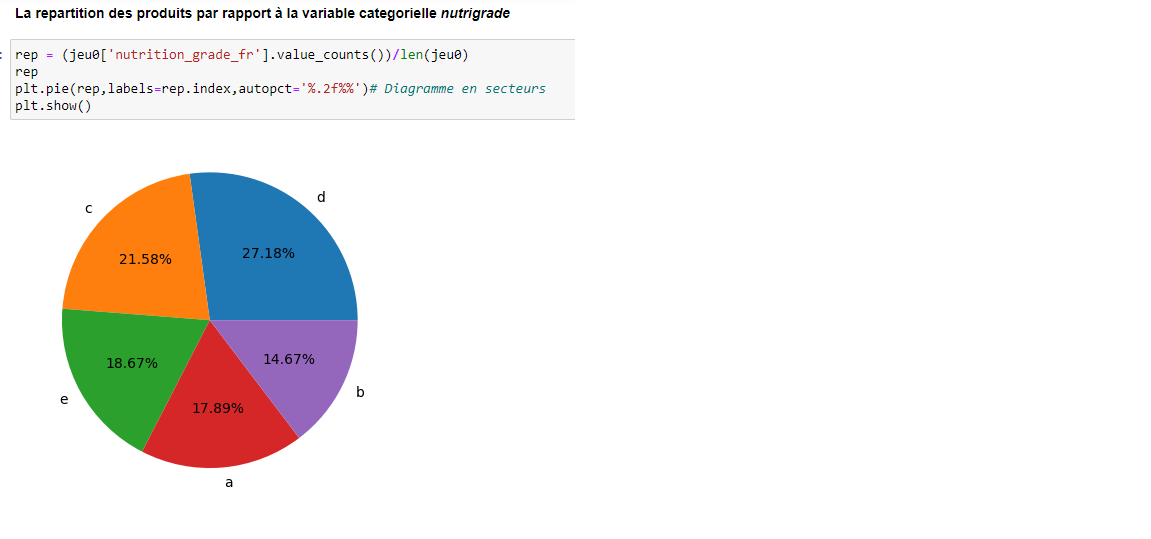 La repartition des produits par rapport à la variable categorielle nutrigrade
: rep = (jeu0['nutrition_grade_fr'].value_counts())/len(jeu0)
rep
plt.pie(rep,labels=rep.index,autopct='%.2f%%')# Diagramme en secteurs
plt.show()
d
c
27.18%
21.58%
14.67%
18.67%
b
e
17.89%
a